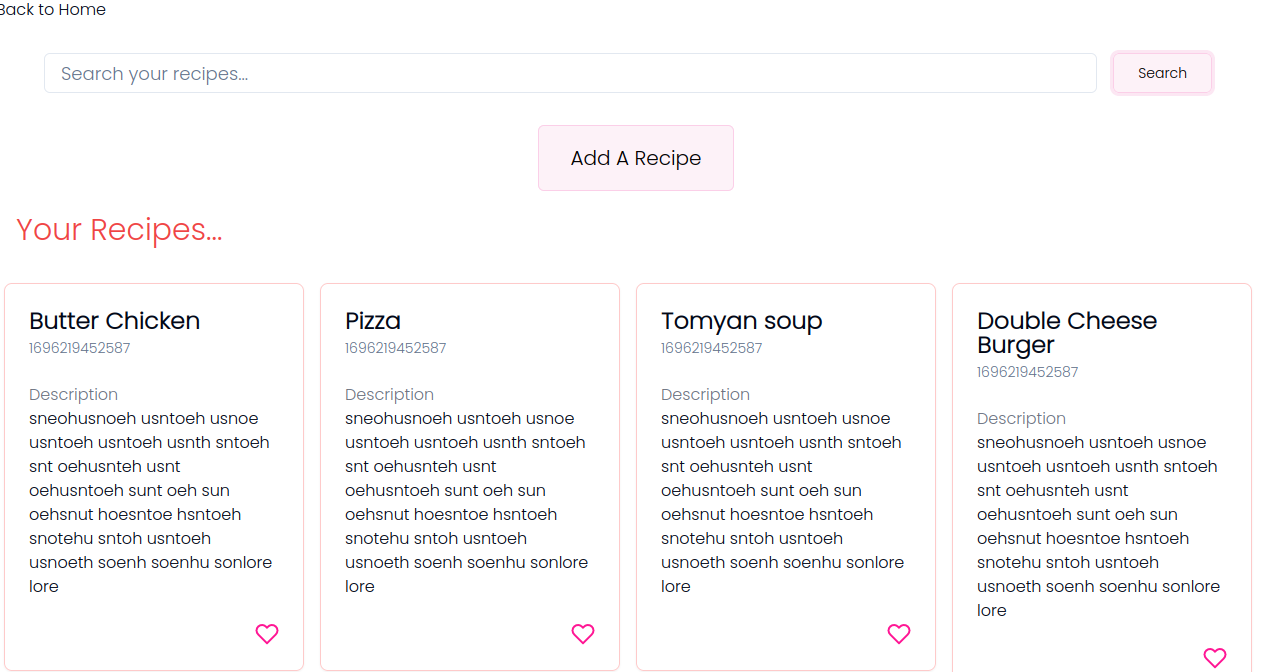 Back to Home
Search your recipes...
Search
Add A Recipe
Your Recipes...
Butter Chicken
1696219452587
Description
sneohusnoeh usntoeh usnoe
usntoeh usntoeh usnth sntoeh
snt oehusnteh usnt
oehusntoeh sunt oeh sun
oehsnut hoesntoe hsntoeh
snotehu sntoh usntoeh
usnoeth soenh soenhu sonlore
lore
Pizza
1696219452587
Description
sneohusnoeh usntoeh usnoe
usntoeh usntoeh usnth sntoeh
snt oehusnteh usnt
oehusntoeh sunt oeh sun
oehsnut hoesntoe hsntoeh
snotehu sntoh usntoeh
usnoeth soenh soenhu sonlore
lore
Tomyan soup
1696219452587
Description
sneohusnoeh usntoeh usnoe
usntoeh usntoeh usnth sntoeh
snt oehusnteh usnt
oehusntoeh sunt oeh sun
oehsnut hoesntoe hsntoeh
snotehu sntoh usntoeh
usnoeth soenh soenhu sonlore
lore
Double Cheese
Burger
1696219452587
Description
sneohusnoeh usntoeh usnoe
usntoeh usntoeh usnth sntoeh
snt oehusnteh usnt
oehusntoeh sunt oeh sun
oehsnut hoesntoe hsntoeh
snotehu sntoh usntoeh
usnoeth soenh soenhu sonlore
lore